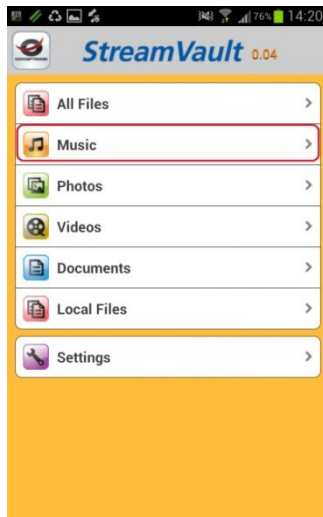 76% 14:20
StreamVault 0.04
All Files
Music
Photos
Videos
Documents
Local Files
Settings